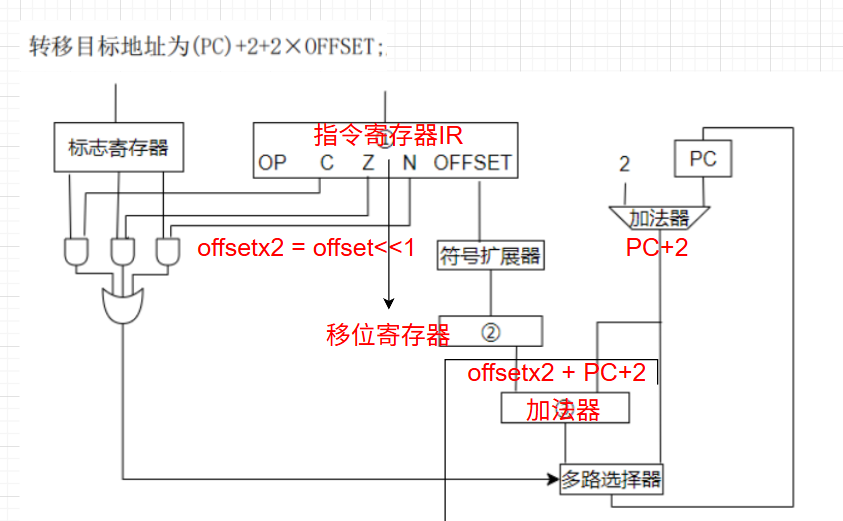 转移目标地址为(PC)+2+2×OFFSET;
标志寄存器
指令寄存器IR
OP C Z N OFFSET
2
PC
加法器
PC+2
offsetx2 = offset<<1
符号扩展器
移位寄存器
②
offsetx2 + PC+2
加法器
多路选择器